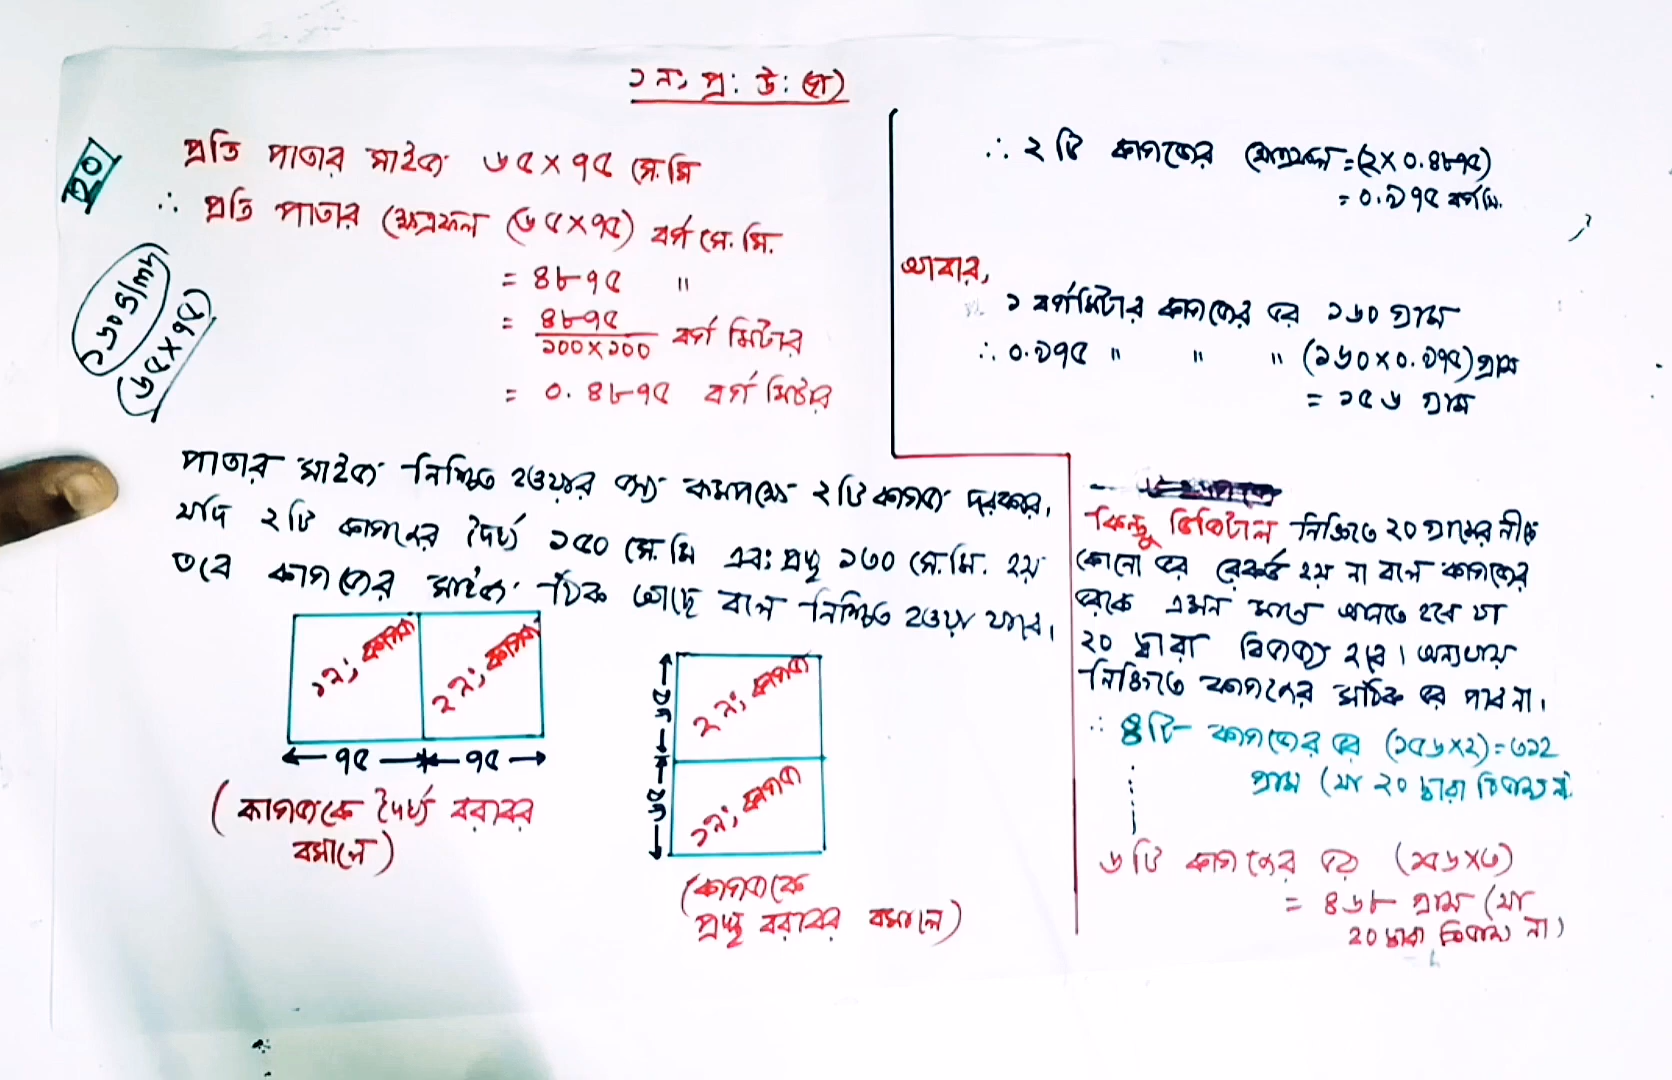 ১ নং প্র: উ: (ঘ)
20
১৬০g/sm
(৬৫×৭৫)
প্রতি পাতার সাইজ ৬৫×৭৫ সে.মি
∴ প্রতি পাতার ক্ষেত্রফল (৬৫×৭৫) বর্গ সে.মি.
= ৪৮৭৫ "
= ৪৮৭৫/১০০×১০০ বর্গ মিটার
= ০.৪৮৭৫ বর্গ মিটার
পাতার সাইজ নিশ্চিত হওয়ার জন্য কমপক্ষে ২টি কাগজ দরকার।
যদি ২টি কাগজের দৈর্ঘ্য ১৫০ সে.মি এবং প্রস্থ ১৩০ সে.মি. হয়
তবে কাগজের সাইজ ঠিক আছে বলে নিশ্চিত হওয়া যাবে।
১নং কাগজ
২নং কাগজ
৭৫
৭৫
(কাগজকে দৈর্ঘ্য বরাবর
বসালে)
২নং কাগজ
১নং কাগজ
৬৫
৬৫
(কাগজকে
প্রস্থ বরাবর বসালে)
∴ ২টি কাগজের ক্ষেত্রফল = (২×০.৪৮৭৫)
= ০.৯৭৫ বর্গমি.
আবার,
১ বর্গমিটার কাগজের ভর ১৬০ গ্রাম
∴ ০.৯৭৫ " " " (১৬০×০.৯৭৫) গ্রাম
= ১৫৬ গ্রাম
কিন্তু ডিজিটাল নিক্তিতে ২০ গ্রামের নীচে
কোনো ভর রেকর্ড হয় না বলে কাগজের
ভরকে এমন মানে আনতে হবে যা
২০ দ্বারা বিভাজ্য হবে। অন্যথায়
নিক্তিতে কাগজের সঠিক ভর পাব না।
∴ ৪টি কাগজের ভর (১৫৬×২)=৩১২
গ্রাম (যা ২০ দ্বারা বিভাজ্য না)
৬টি কাগজের ভর (১৫৬×৩)
= ৪৬৮ গ্রাম (যা
২০ দ্বারা বিভাজ্য না)